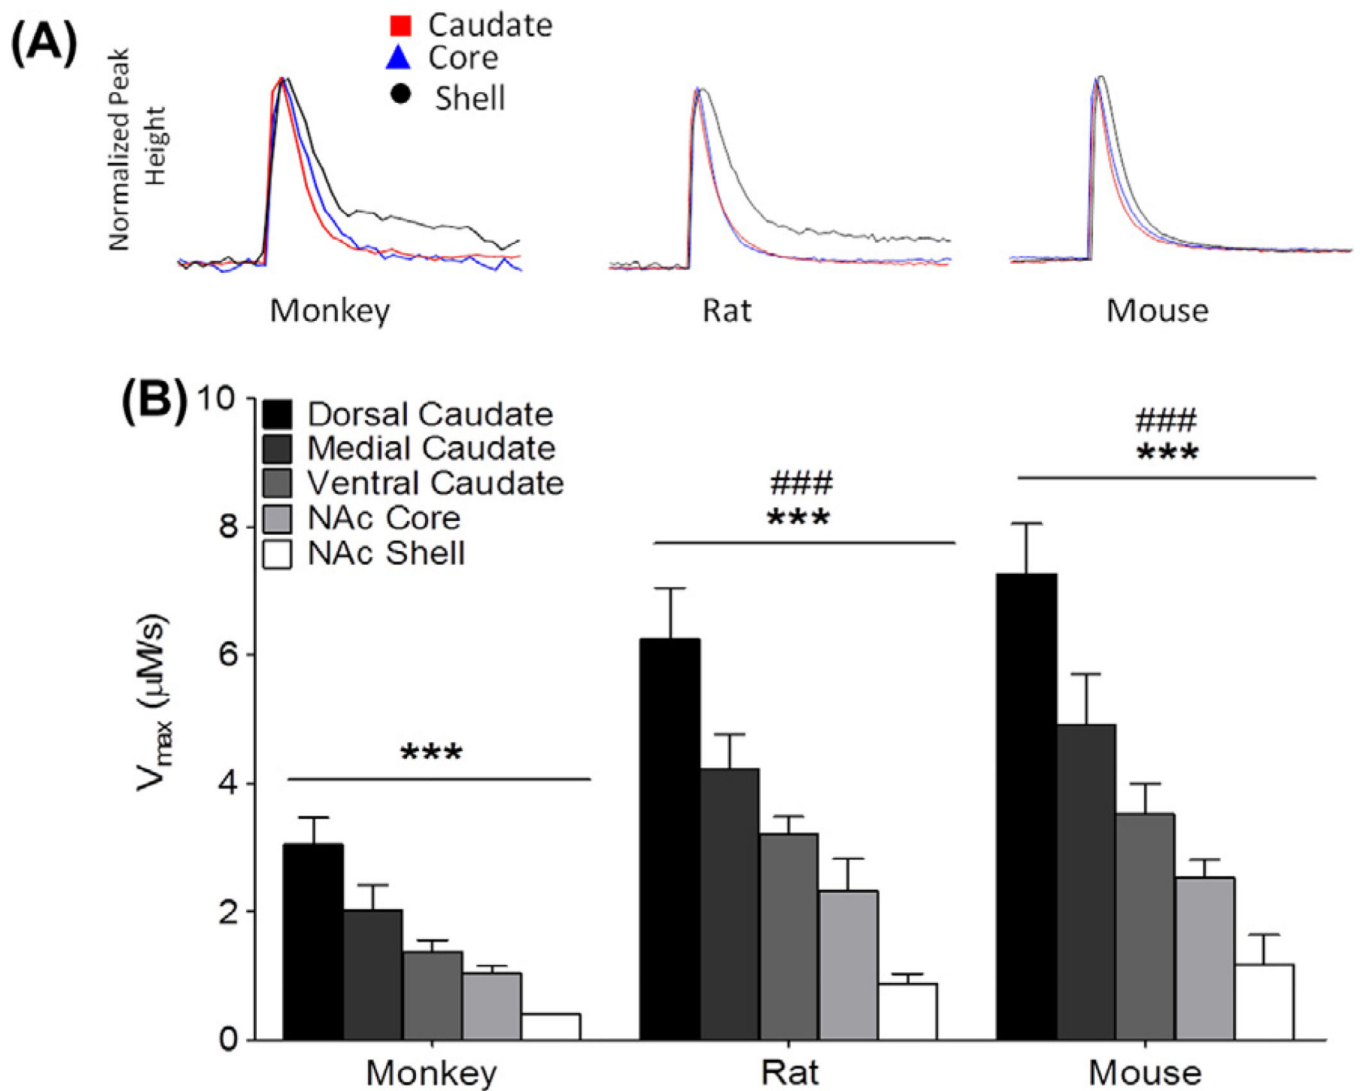 (A)
Normalized Peak
Height
Caudate
Core
Shell
Monkey
Rat
Mouse
(B)
10
8
6
4
2
0
Vmax (μM/s)
Dorsal Caudate
Medial Caudate
Ventral Caudate
NAc Core
NAc Shell
***
###
***
###
***
Monkey
Rat
Mouse